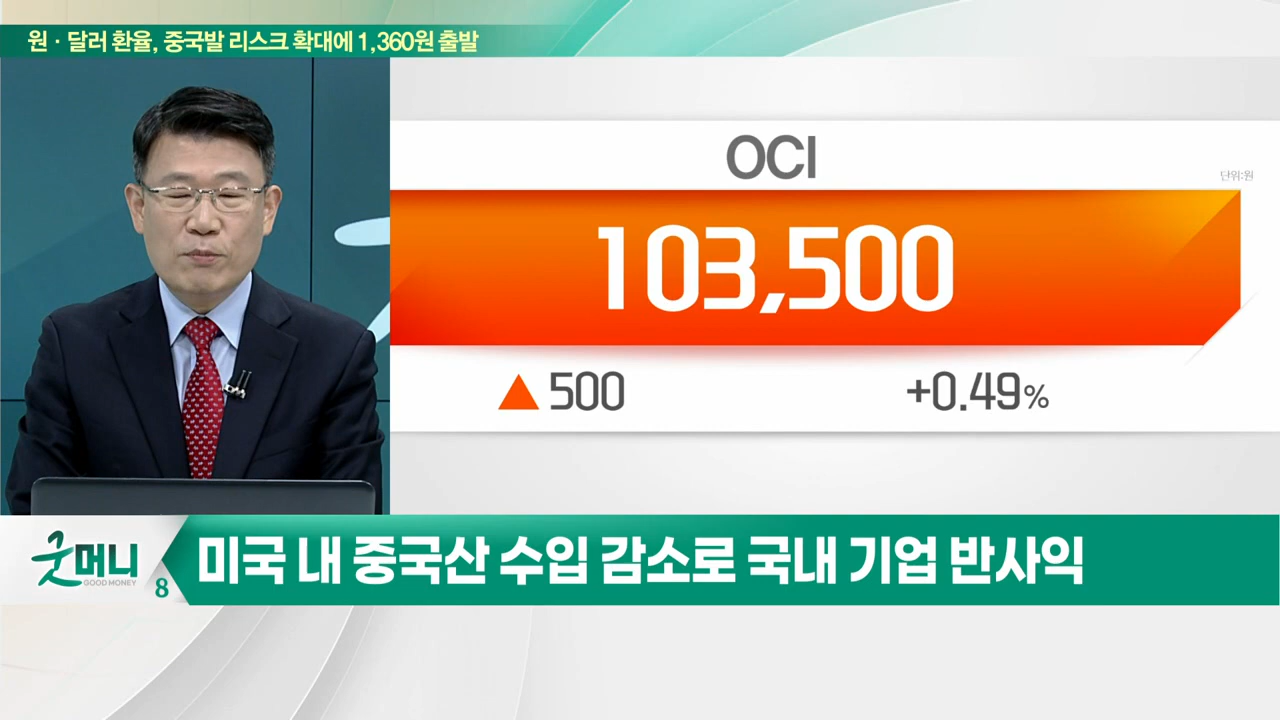 원·달러 환율, 중국발 리스크 확대에 1,360원 출발
OCI
단위:원
103,500
▲500
+0.49%
굿머니
GOOD MONEY
8
미국 내 중국산 수입 감소로 국내 기업 반사익